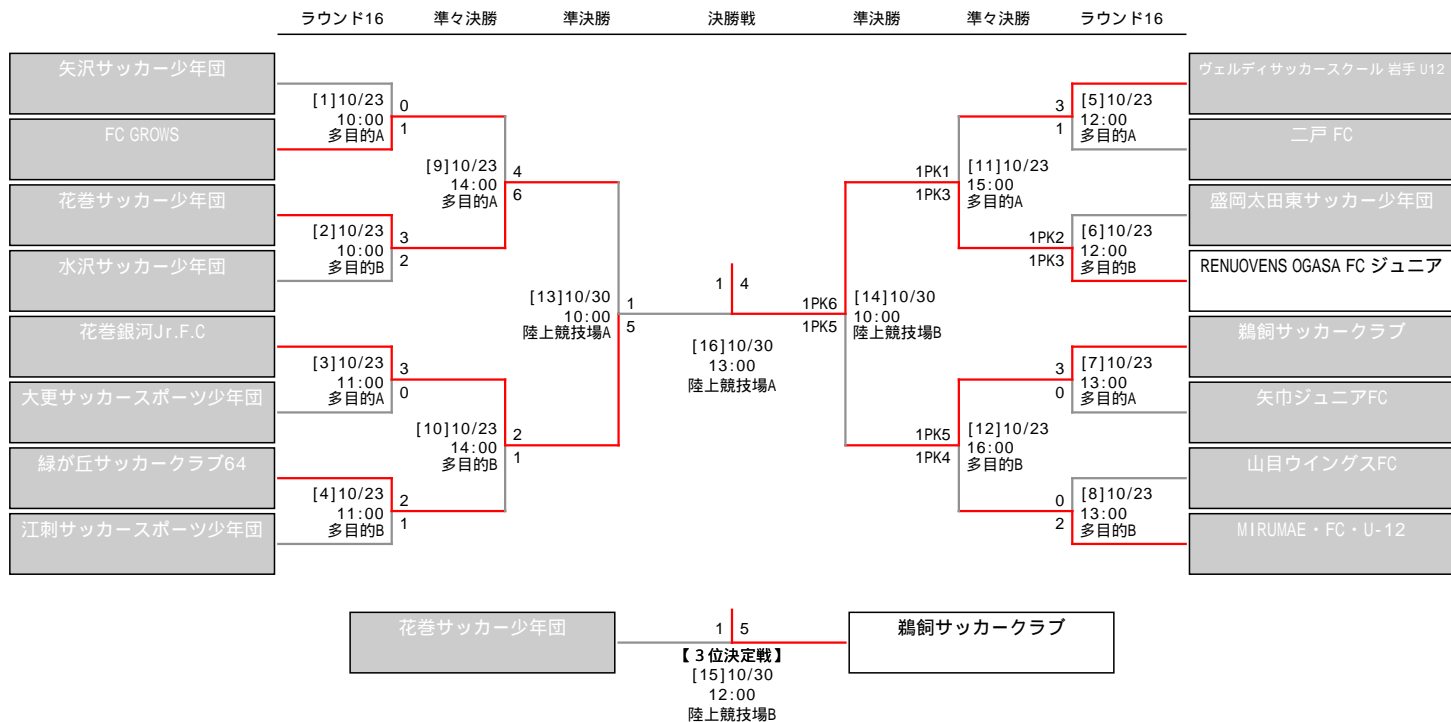 ラウンド16 準々決勝 準決勝 決勝戦 準決勝 準々決勝 ラウンド16
矢沢サッカー少年団
FC GROWS
花巻サッカー少年団
水沢サッカー少年団
花巻銀河Jr.F.C
大更サッカースポーツ少年団
緑が丘サッカークラブ64
江刺サッカースポーツ少年団
[1]10/23
10:00
多目的A
0
1
[2]10/23
10:00
多目的B
3
2
[3]10/23
11:00
多目的A
3
0
[4]10/23
11:00
多目的B
2
1
[9]10/23
14:00
多目的A
4
6
[10]10/23
14:00
多目的B
2
1
[13]10/30
10:00
陸上競技場A
1
5
1 4
[16]10/30
13:00
陸上競技場A
1PK6
1PK5
[14]10/30
10:00
陸上競技場B
1PK1
1PK3
[11]10/23
15:00
多目的A
1PK5
1PK4
[12]10/23
16:00
多目的B
3
1
[5]10/23
12:00
多目的A
1PK2
1PK3
[6]10/23
12:00
多目的B
3
0
[7]10/23
13:00
多目的A
0
2
[8]10/23
13:00
多目的B
ヴェルディサッカースクール 岩手 U12
二戸 FC
盛岡太田東サッカー少年団
RENUOVENS OGASA FC ジュニア
鵜飼サッカークラブ
矢巾ジュニアFC
山目ウイングスFC
MIRUMAE・FC・U-12
花巻サッカー少年団
1 5
鵜飼サッカークラブ
【３位決定戦】
[15]10/30
12:00
陸上競技場B